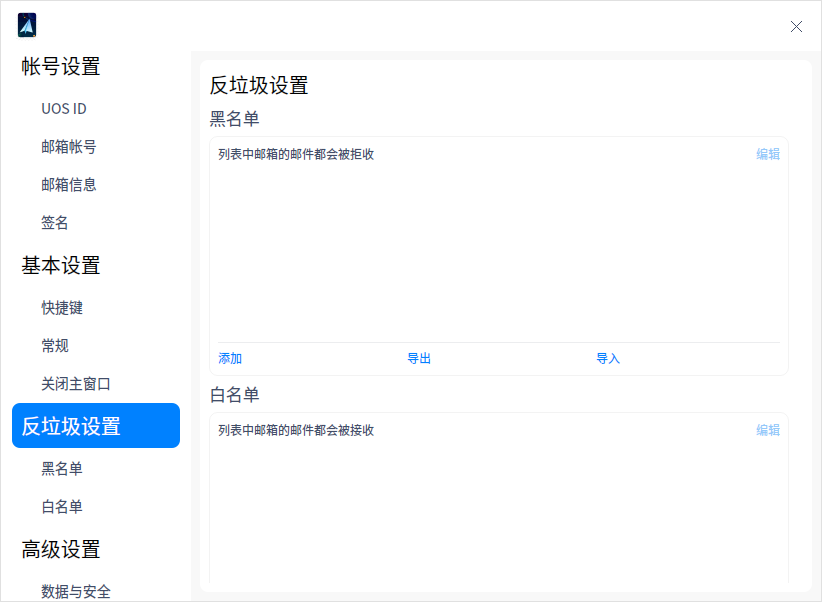 帐号设置
UOS ID
邮箱帐号
邮箱信息
签名
基本设置
快捷键
常规
关闭主窗口
反垃圾设置
黑名单
白名单
高级设置
数据与安全
反垃圾设置
黑名单
列表中邮箱的邮件都会被拒收 编辑
添加 导出 导入
白名单
列表中邮箱的邮件都会被接收 编辑